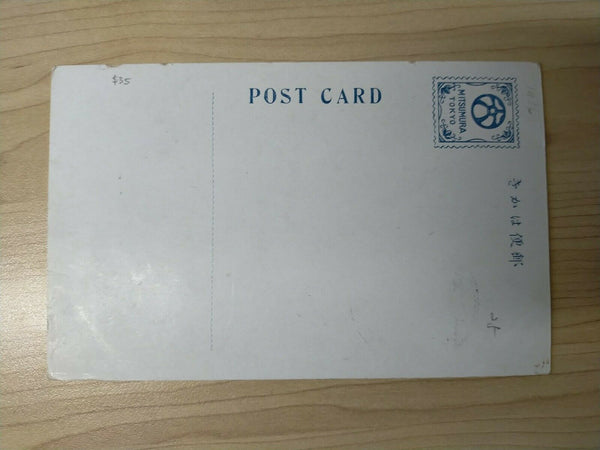 $35
POST CARD
MITSUMURA
TOKYO
郵便はかき